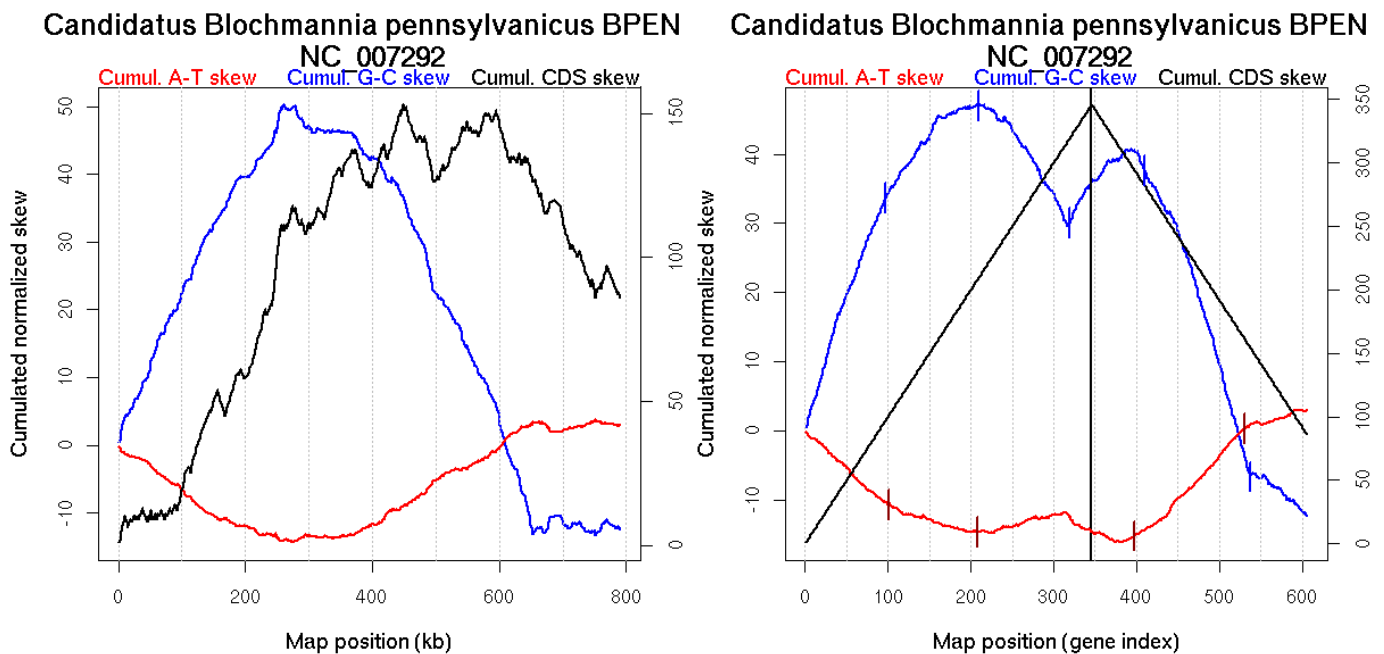 Candidatus Blochmannia pennsylvanicus BPEN
NC_007292
Cumul. A-T skew Cumul. G-C skew Cumul. CDS skew
Cumulated normalized skew
50
40
30
20
10
0
-10
150
100
50
0
0 200 400 600 800
Map position (kb)
Candidatus Blochmannia pennsylvanicus BPEN
NC_007292
Cumul. A-T skew Cumul. G-C skew Cumul. CDS skew
Cumulated normalized skew
40
30
20
10
0
-10
350
300
250
200
150
100
50
0
0 100 200 300 400 500 600
Map position (gene index)